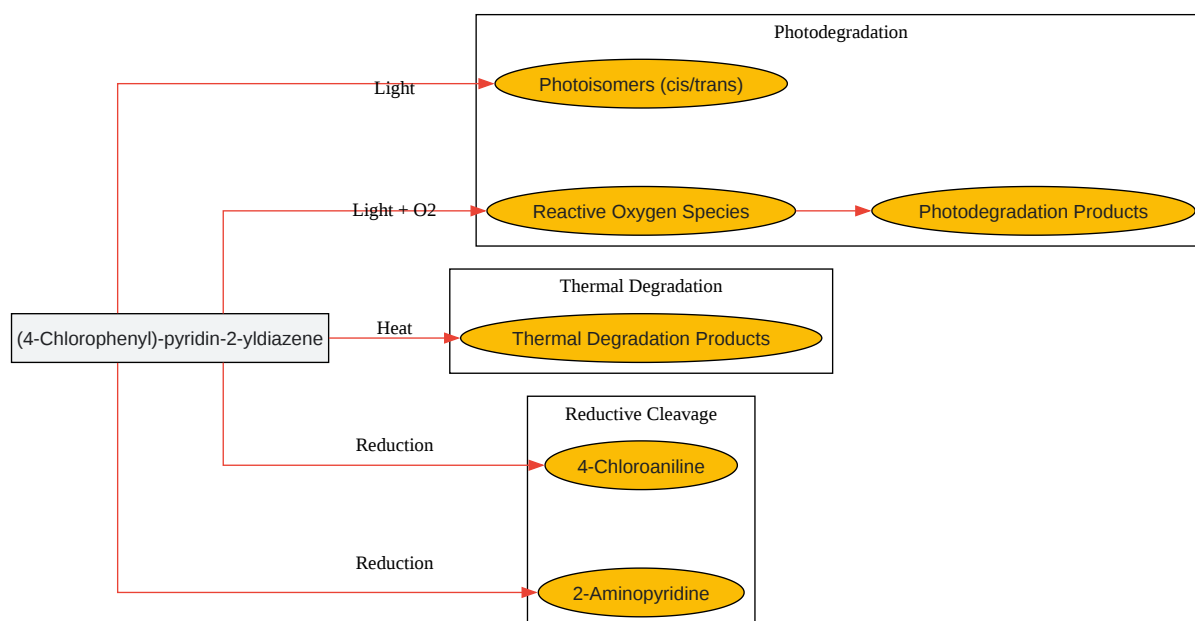 Photodegradation
Photoisomers (cis/trans)
Light
Light + O2
Reactive Oxygen Species
Photodegradation Products
Thermal Degradation
(4-Chlorophenyl)-pyridin-2-yldiazene
Heat
Thermal Degradation Products
Reductive Cleavage
Reduction
4-Chloroaniline
Reduction
2-Aminopyridine